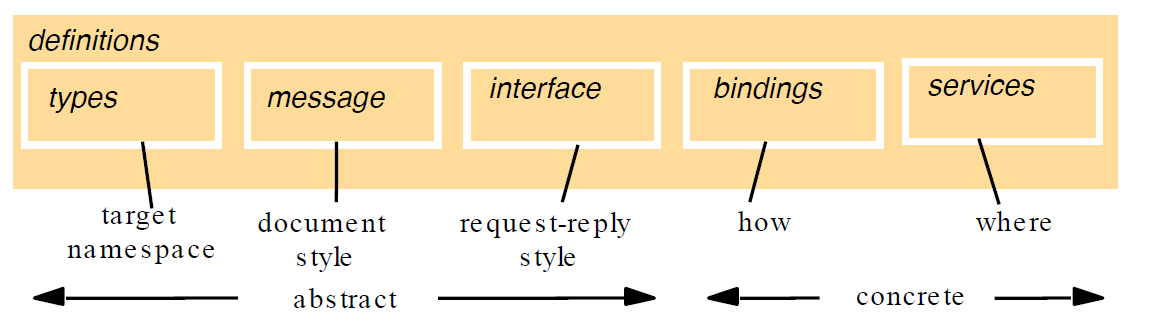 definitions
types
message
interface
bindings
services
target
namespace
document
style
request-reply
style
how
where
abstract
concrete